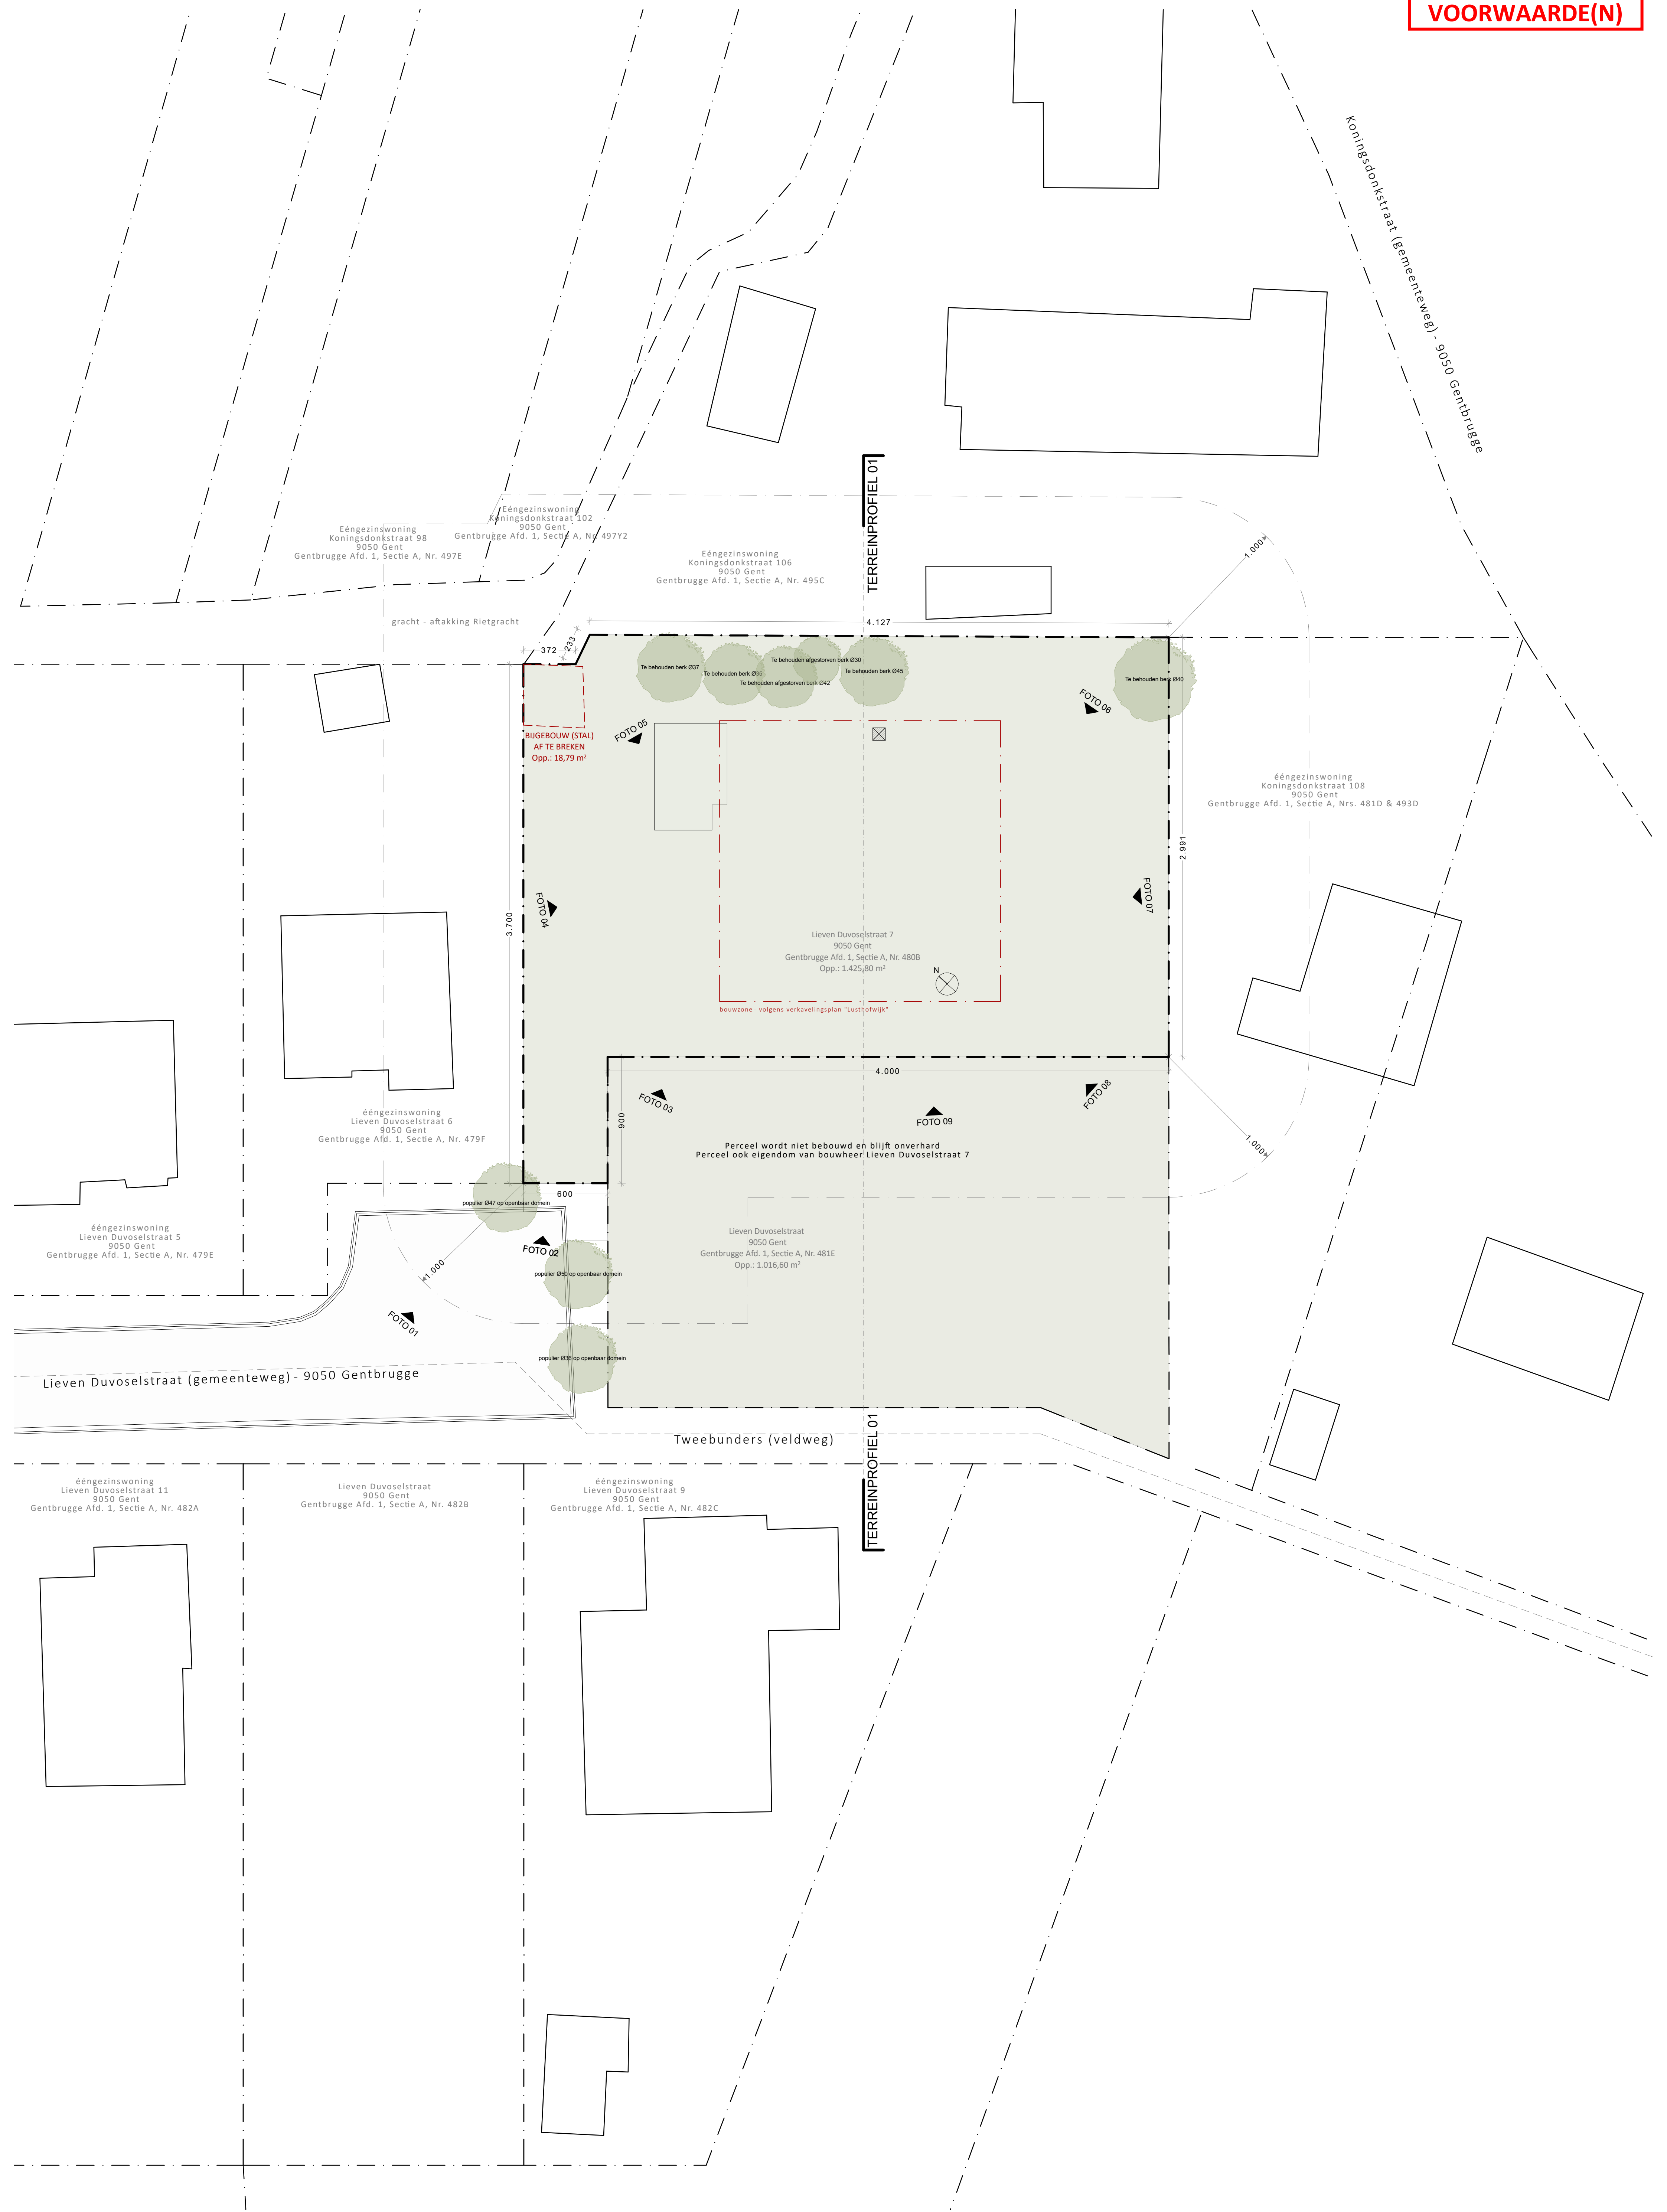 VOORWAARDE(N)
Koningsdonkstraat (gemeenteweg) - 9050 Gentbrugge
TERREINPROFIEL 01
Eéngezinswoning
Koningsdonkstraat 98
9050 Gent
Gentbrugge Afd. 1, Sectie A, Nr. 497E
Eéngezinswoning
Koningsdonkstraat 102
9050 Gent
Gentbrugge Afd. 1, Sectie A, Nr. 497Y2
Eéngezinswoning
Koningsdonkstraat 106
9050 Gent
Gentbrugge Afd. 1, Sectie A, Nr. 495C
1.000
gracht - aftakking Rietgracht
4.127
372
233
Te behouden berk Ø37
Te behouden berk Ø35
Te behouden afgestorven berk Ø30
Te behouden afgestorven berk Ø42
Te behouden berk Ø45
Te behouden berk Ø40
FOTO 05
FOTO 06
BIJGEBOUW (STAL)
AF TE BREKEN
Opp.: 18,79 m²
ééngezinswoning
Koningsdonkstraat 108
9050 Gent
Gentbrugge Afd. 1, Sectie A, Nrs. 481D & 493D
2.991
3.700
FOTO 04
FOTO 07
Lieven Duvoselstraat 7
9050 Gent
Gentbrugge Afd. 1, Sectie A, Nr. 480B
Opp.: 1.425,80 m²
N
bouwzone - volgens verkavelingsplan "Lusthofwijk"
4.000
900
FOTO 03
FOTO 09
FOTO 08
ééngezinswoning
Lieven Duvoselstraat 6
9050 Gent
Gentbrugge Afd. 1, Sectie A, Nr. 479F
Perceel wordt niet bebouwd en blijft onverhard
Perceel ook eigendom van bouwheer Lieven Duvoselstraat 7
1.000
600
populier Ø47 op openbaar domein
ééngezinswoning
Lieven Duvoselstraat 5
9050 Gent
Gentbrugge Afd. 1, Sectie A, Nr. 479E
Lieven Duvoselstraat
9050 Gent
Gentbrugge Afd. 1, Sectie A, Nr. 481E
Opp.: 1.016,60 m²
FOTO 02
1.000
populier Ø50 op openbaar domein
FOTO 01
populier Ø36 op openbaar domein
Lieven Duvoselstraat (gemeenteweg) - 9050 Gentbrugge
Tweebunders (veldweg)
TERREINPROFIEL 01
ééngezinswoning
Lieven Duvoselstraat 11
9050 Gent
Gentbrugge Afd. 1, Sectie A, Nr. 482A
Lieven Duvoselstraat
9050 Gent
Gentbrugge Afd. 1, Sectie A, Nr. 482B
ééngezinswoning
Lieven Duvoselstraat 9
9050 Gent
Gentbrugge Afd. 1, Sectie A, Nr. 482C